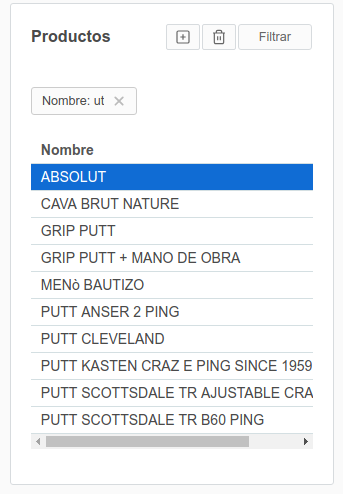 Productos
Filtrar
Nombre: ut
Nombre
ABSOLUT
CAVA BRUT NATURE
GRIP PUTT
GRIP PUTT + MANO DE OBRA
MENò BAUTIZO
PUTT ANSER 2 PING
PUTT CLEVELAND
PUTT KASTEN CRAZ E PING SINCE 1959
PUTT SCOTTSDALE TR AJUSTABLE CRA
PUTT SCOTTSDALE TR B60 PING